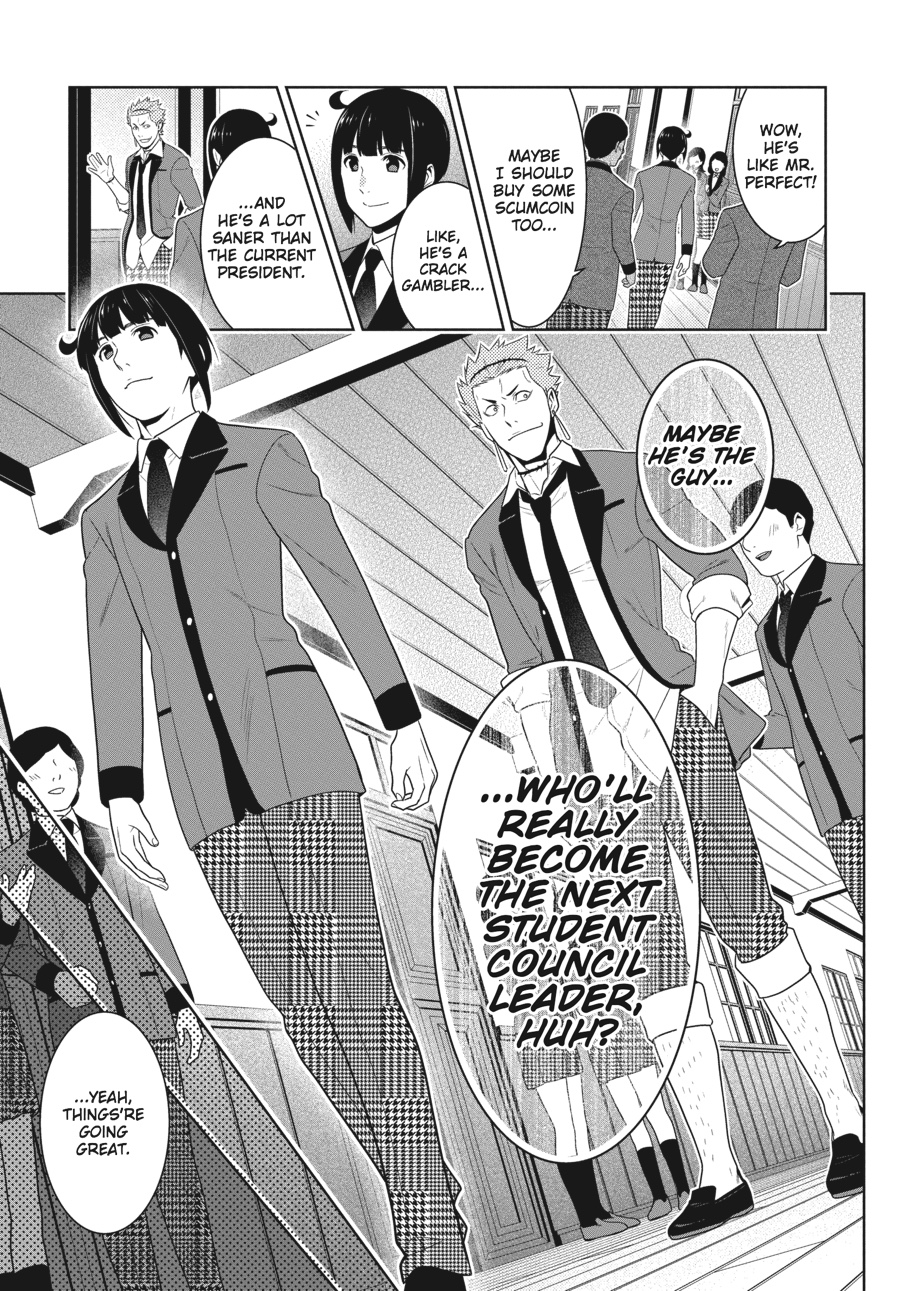 WOW,
HE'S
LIKE MR.
PERFECT!
MAYBE
I SHOULD
BUY SOME
SCUMCOIN
TOO...
LIKE,
HE'S A
CRACK
GAMBLER...
...AND
HE'S A LOT
SANER THAN
THE CURRENT
PRESIDENT.
MAYBE
HE'S THE
GUY...
...WHO'LL
REALLY
BECOME
THE NEXT
STUDENT
COUNCIL
LEADER,
HUH?
...YEAH,
THINGS'RE
GOING
GREAT.